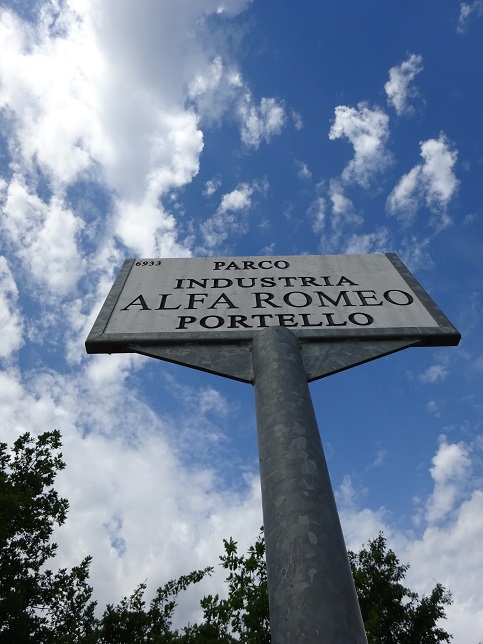 6933
PARCO
INDUSTRIA
ALFA ROMEO
PORTELLO